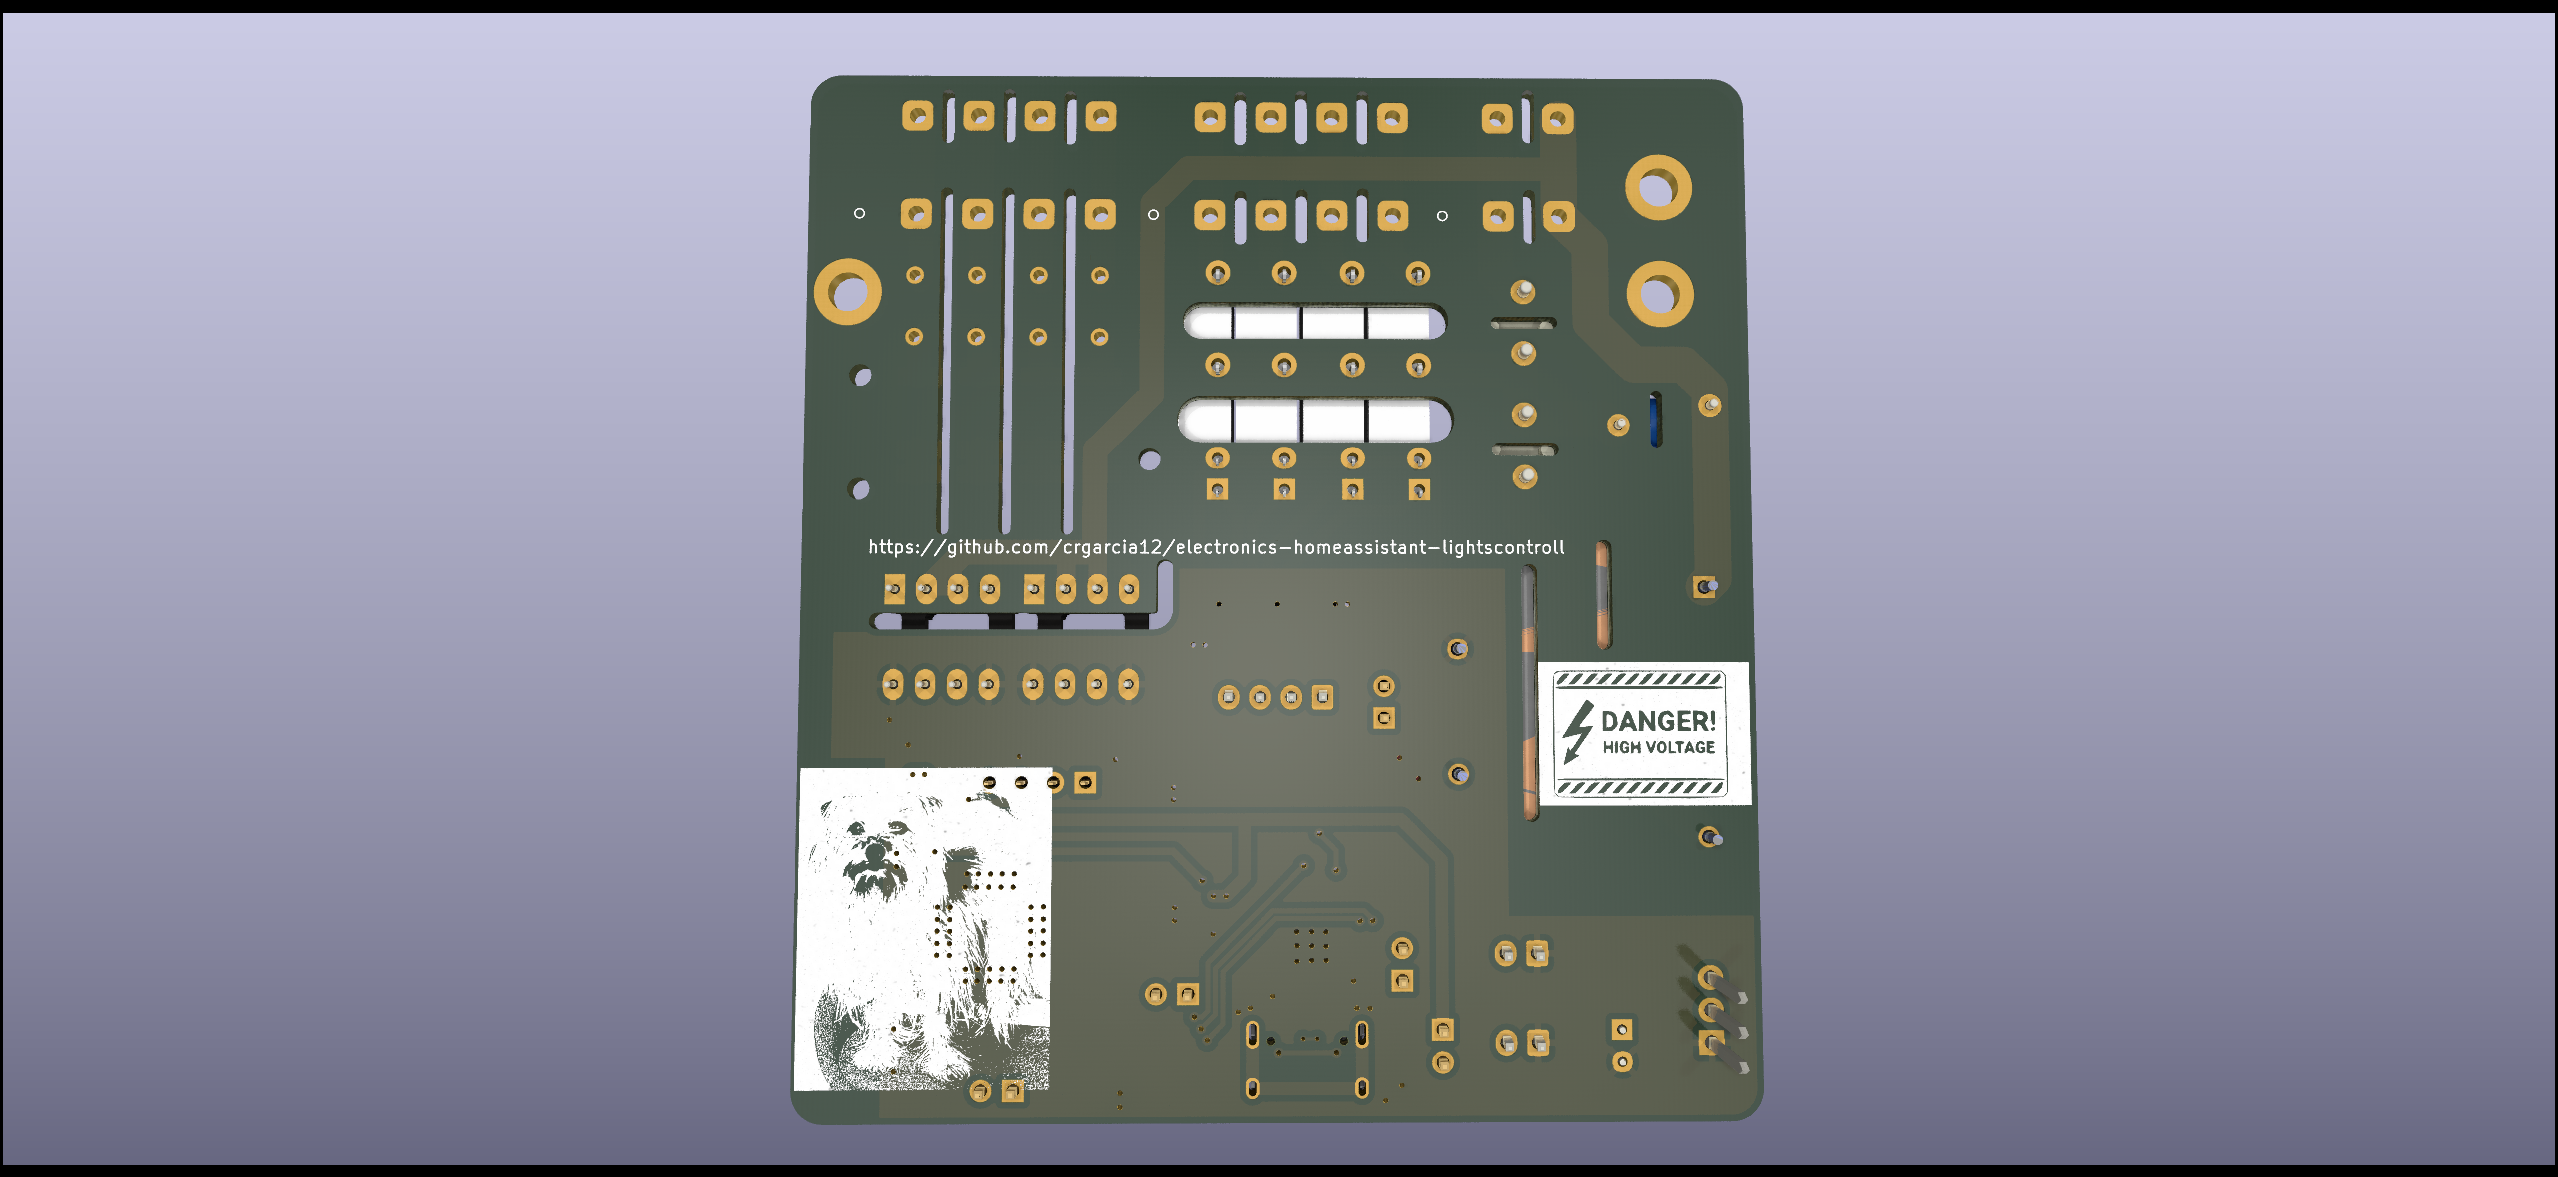 https://github.com/crgarcia12/electronics-homeassistant-lightscontroll
DANGER!
HIGH VOLTAGE